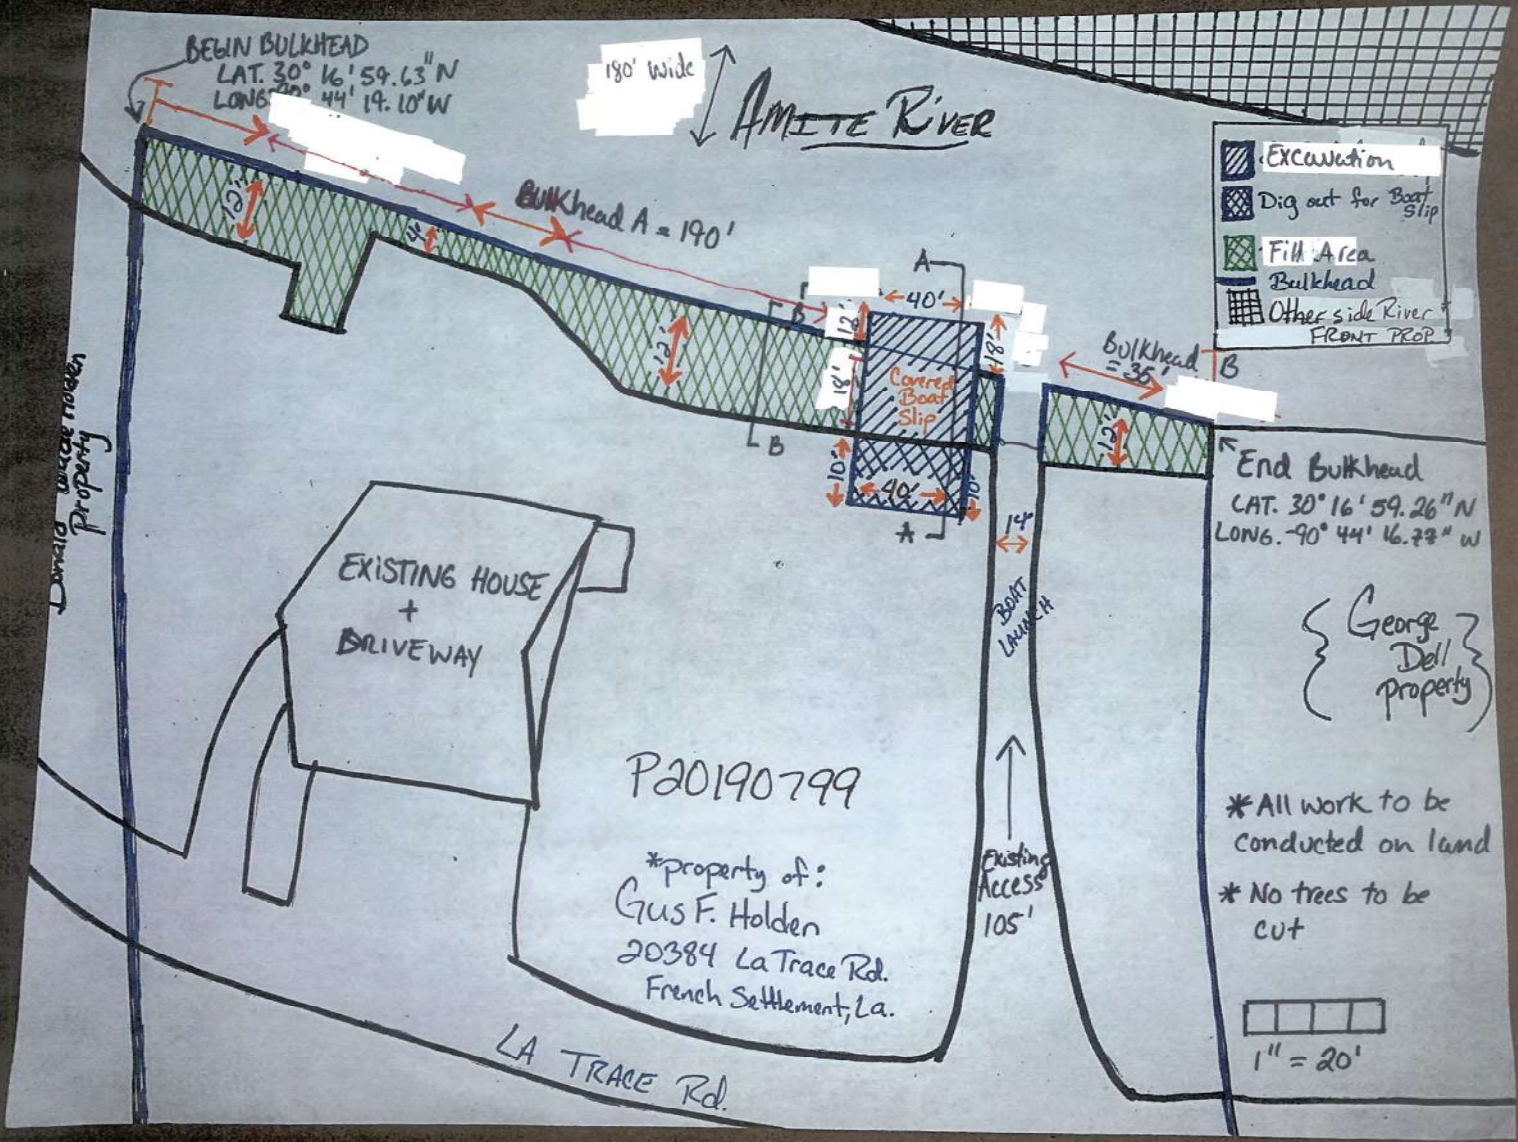 BEGIN BULKHEAD
LAT. 30° 16' 59.63" N
LONG. -90° 44' 19.10" W
180' Wide
AMITE RIVER
Excavation
Dig out for Boat
Slip
Fill Area
Bulkhead
Other side River
FRONT PROP.
12'
4'
Bulkhead A = 190'
A
40'
B
12'
18'
18'
12'
Covered
Boat
Slip
Bulkhead
= 35'
B
12'
B
10'
40'
10'
A
14'
End Bulkhead
LAT. 30° 16' 59.26" N
LONG. -90° 44' 16.77" W
Donald Holden
Property
BOAT
LAUNCH
EXISTING HOUSE
+
DRIVEWAY
{ George
Dell
property }
P20190799
*property of:
Gus F. Holden
20384 La Trace Rd.
French Settlement, La.
Existing
Access
105'
* All work to be
conducted on land
* No trees to be
cut
1" = 20'
LA TRACE Rd.